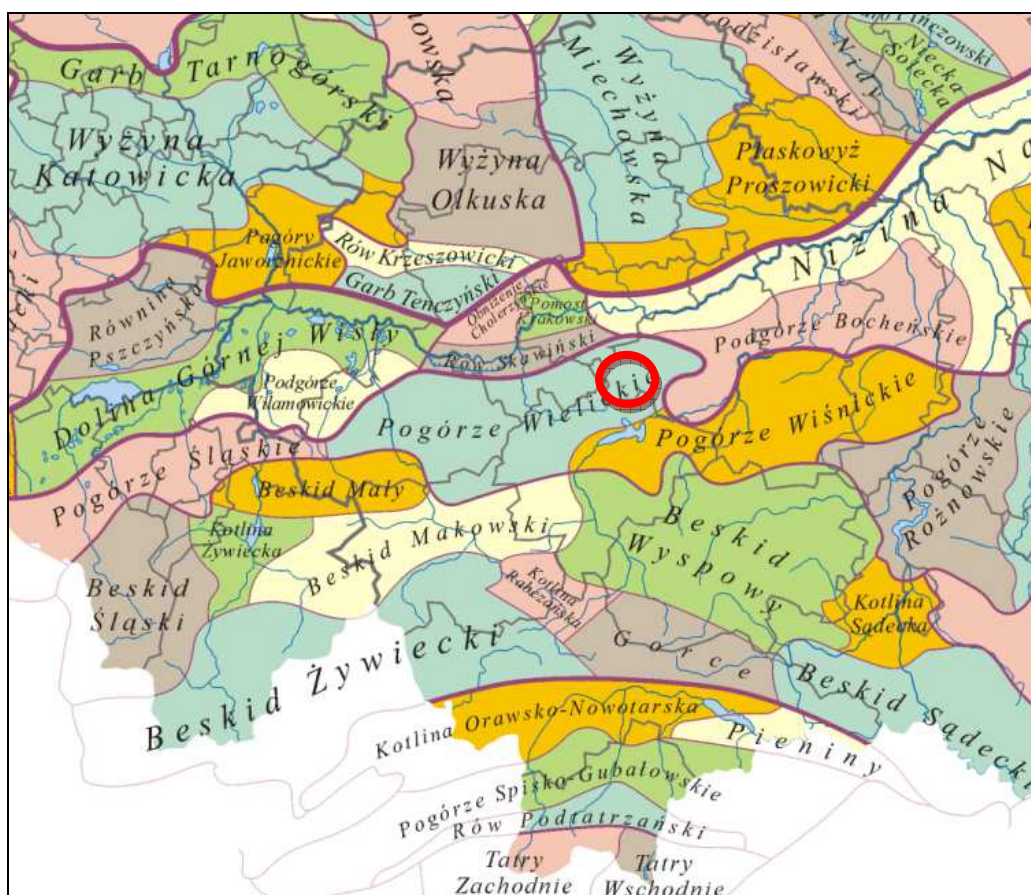 Garb Tarnogórski
Wyżyna
Miechowska
Niecka
Solecka
Nidy
Wyżyna
Katowicka
Wyżyna
Olkuska
Płaskowyż
Proszowicki
Pagóry
Jaworznickie
Rów Krzeszowicki
Garb Tenczyński
Obniżenie
Cholerzyńskie
Pomost
Krakowski
Nizina
Równina
Pszczyńska
Dolina Górnej Wisły
Rów Skawiński
Podgórze Bocheńskie
Podgórze
Wilamowickie
Pogórze Wielickie
Pogórze Wiśnickie
Pogórze Śląskie
Beskid Mały
Pogórze
Rożnowskie
Kotlina
Żywiecka
Beskid Makowski
Beskid
Wyspowy
Beskid
Śląski
Kotlina
Rabczańska
Kotlina
Sądecka
Beskid Żywiecki
Gorce
Beskid Sądecki
Kotlina Orawsko-Nowotarska
Pieniny
Pogórze Spisko-Gubałowskie
Rów Podtatrzański
Tatry
Zachodnie
Tatry
Wschodnie